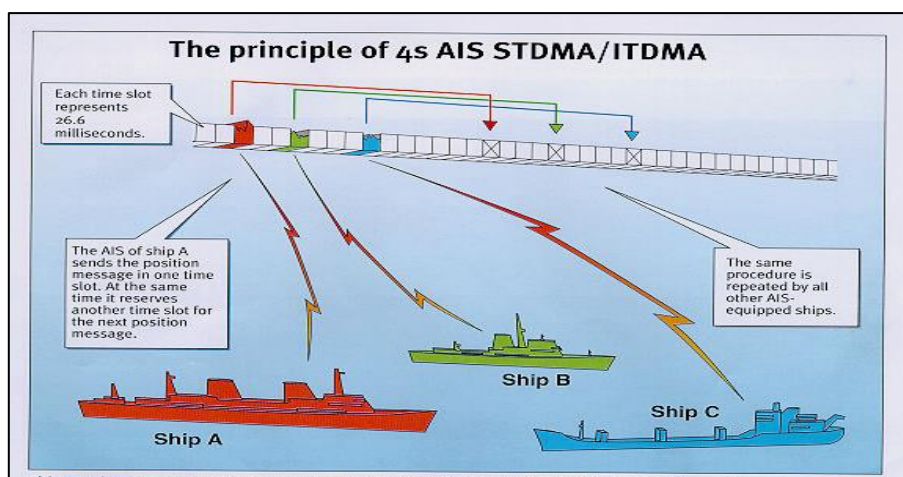 The principle of 4s AIS STDMA/ITDMA
Each time slot
represents
26.6
milliseconds.
The AIS of ship A
sends the position
message in one time
slot. At the same
time it reserves
another time slot for
the next position
message.
The same
procedure is
repeated by all
other AIS-
equipped ships.
Ship B
Ship A
Ship C